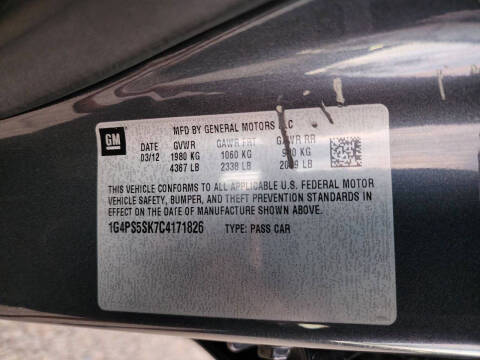 GM
MFD BY GENERAL MOTORS LLC
DATE GVWR GAWR FRT GAWR RR
03/12 1980 KG 1060 KG KG
4367 LB 2338 LB LB
THIS VEHICLE CONFORMS TO ALL APPLICABLE U.S. FEDERAL MOTOR
VEHICLE SAFETY, BUMPER, AND THEFT PREVENTION STANDARDS IN
EFFECT ON THE DATE OF MANUFACTURE SHOWN ABOVE.
1G4PS5SK7C4171826 TYPE: PASS CAR